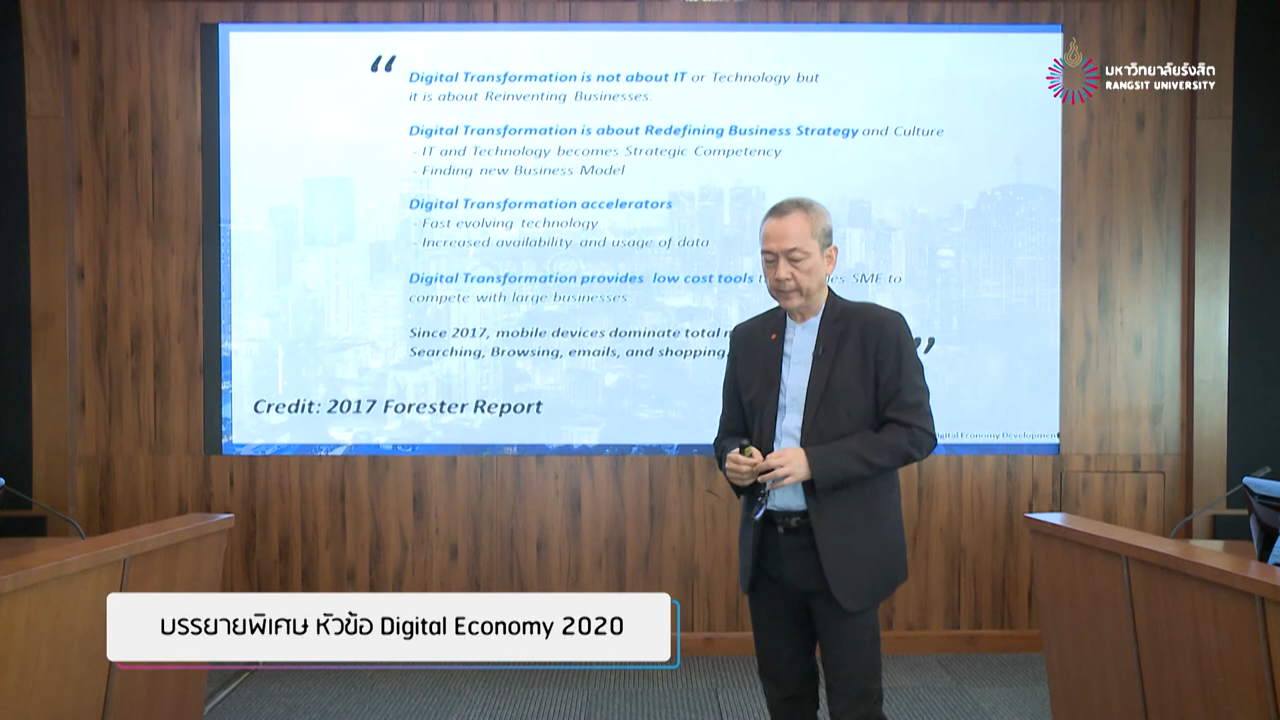 “
Digital Transformation is not about IT or Technology but
it is about Reinventing Businesses.
Digital Transformation is about Redefining Business Strategy and Culture
- IT and Technology becomes Strategic Competency
- Finding new Business Model
Digital Transformation accelerators
- Fast evolving technology
- Increased availability and usage of data
Digital Transformation provides low cost tools SME to
compete with large businesses
Since 2017, mobile devices dominate total
Searching, Browsing, emails, and shopping.
”
Credit: 2017 Forester Report
Digital Economy Development
มหาวิทยาลัยรังสิต
RANGSIT UNIVERSITY
บรรยายพิเศษ หัวข้อ Digital Economy 2020